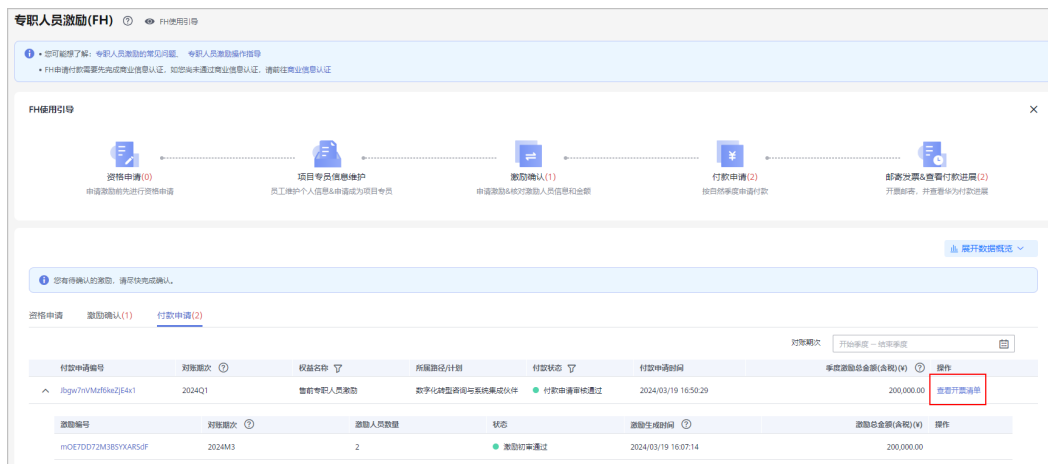 专职人员激励(FH) ? FH使用引导
• 您可能想了解：专职人员激励的常见问题、 专职人员激励操作指导
• FH申请付款需要先完成商业信息认证，如您尚未通过商业信息认证，请前往商业信息认证
FH使用引导
资格申请(0) 项目专员信息维护 激励确认(1) 付款申请(2) 邮寄发票&查看付款进展(2)
申请激励前先进行资格申请 员工维护个人信息&申请成为项目专员 申请激励&核对激励人员信息和金额 按自然季度申请付款 开票邮寄，并查看华为付款进展
展开数据概览
您有待确认的激励，请尽快完成确认。
资格申请 激励确认(1) 付款申请(2)
对账期次 开始季度 – 结束季度
付款申请编号 对账期次 ? 权益名称 所属路径/计划 付款状态 付款申请时间 季度激励总金额(含税)(¥) ? 操作
Jbgw7nVMzf6keZjE4x1 2024Q1 售前专职人员激励 数字化转型咨询与系统集成伙伴 付款申请审核通过 2024/03/19 16:50:29 200,000.00 查看开票清单
激励编号 对账期次 ? 激励人员数量 状态 激励生成时间 ? 激励总金额(含税)(¥) 操作
mOE7DD72M3BSYXARSdF 2024M3 2 激励初审通过 2024/03/19 16:07:14 200,000.00